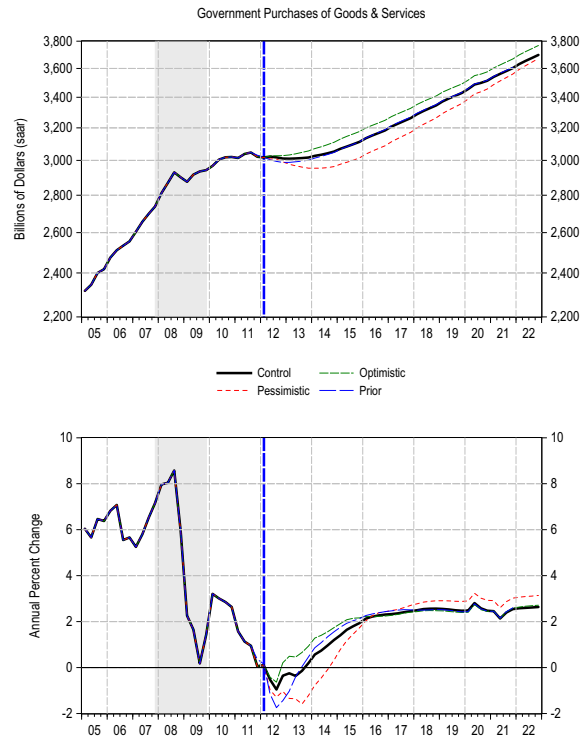 Government Purchases of Goods & Services
3,800 3,800
3,600 3,600
3,400 3,400
3,200 3,200
3,000 3,000
2,800 2,800
2,600 2,600
2,400 2,400
2,200 2,200
Billions of Dollars (saar)
05 06 07 08 09 10 11 12 13 14 15 16 17 18 19 20 21 22
Control Optimistic
Pessimistic Prior
10 10
8 8
6 6
4 4
2 2
0 0
-2 -2
Annual Percent Change
05 06 07 08 09 10 11 12 13 14 15 16 17 18 19 20 21 22